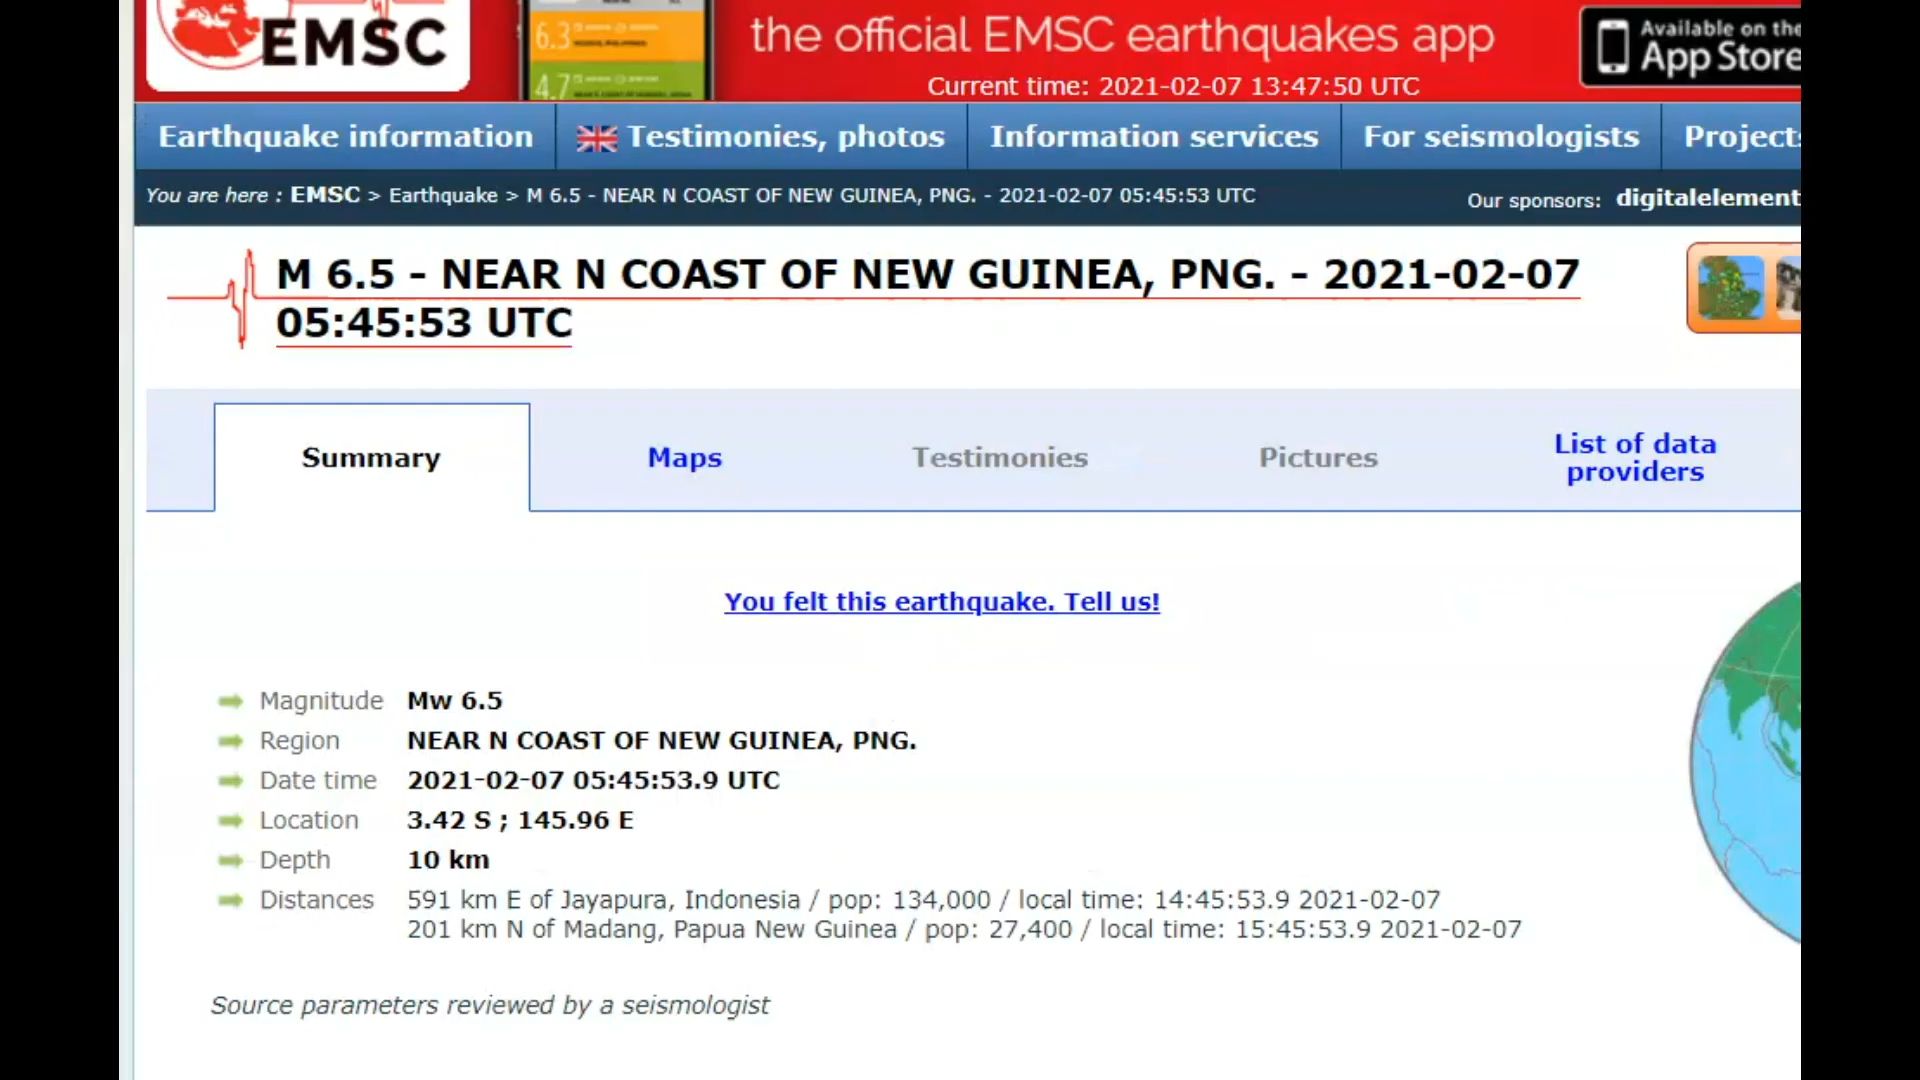 EMSC
6.3
4.7
the official EMSC earthquakes app
Available on the
App Store
Current time: 2021-02-07 13:47:50 UTC
Earthquake information
Testimonies, photos
Information services
For seismologists
Projects
You are here : EMSC > Earthquake > M 6.5 - NEAR N COAST OF NEW GUINEA, PNG. - 2021-02-07 05:45:53 UTC
Our sponsors: digitalelement
M 6.5 - NEAR N COAST OF NEW GUINEA, PNG. - 2021-02-07
05:45:53 UTC
Summary
Maps
Testimonies
Pictures
List of data
providers
You felt this earthquake. Tell us!
Magnitude Mw 6.5
Region NEAR N COAST OF NEW GUINEA, PNG.
Date time 2021-02-07 05:45:53.9 UTC
Location 3.42 S ; 145.96 E
Depth 10 km
Distances 591 km E of Jayapura, Indonesia / pop: 134,000 / local time: 14:45:53.9 2021-02-07
201 km N of Madang, Papua New Guinea / pop: 27,400 / local time: 15:45:53.9 2021-02-07
Source parameters reviewed by a seismologist